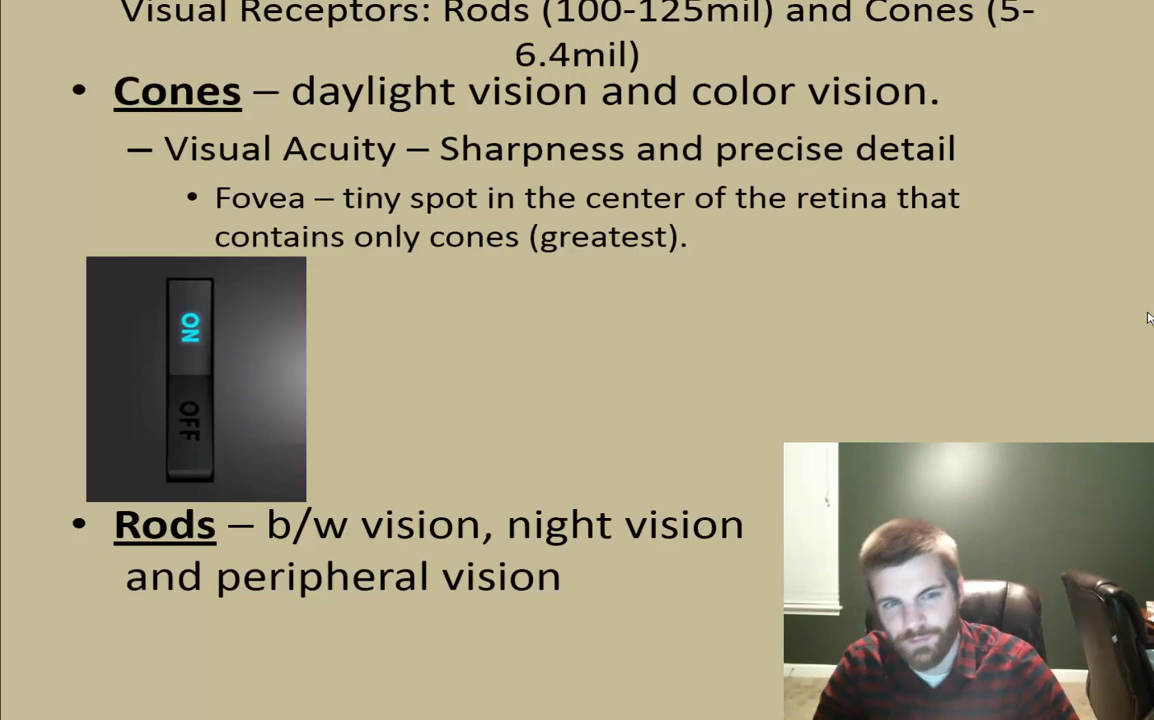 Visual Receptors: Rods (100-125mil) and Cones (5-
6.4mil)
• Cones – daylight vision and color vision.
– Visual Acuity – Sharpness and precise detail
• Fovea – tiny spot in the center of the retina that
contains only cones (greatest).
ON
OFF
• Rods – b/w vision, night vision
and peripheral vision